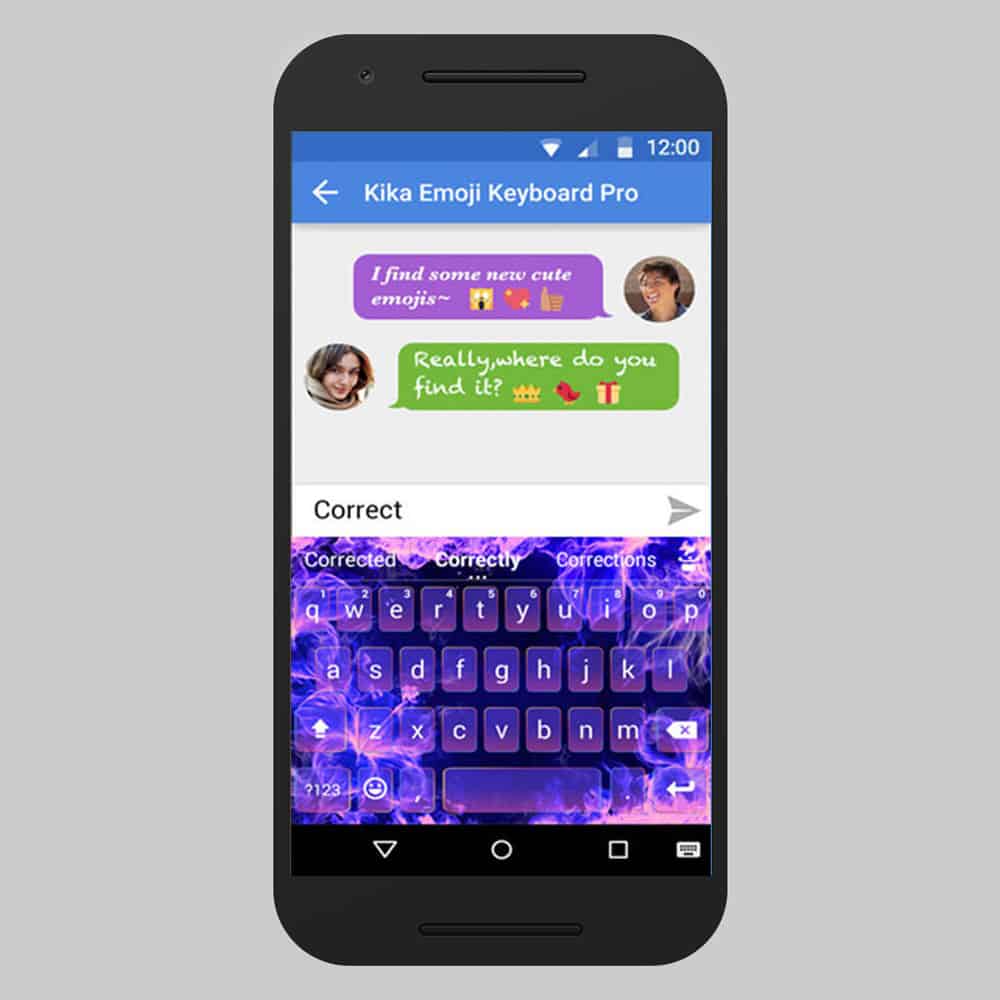 12:00
Kika Emoji Keyboard Pro
I find some new cute
emojis~
Really,where do you
find it?
Correct
Corrected Correctly Corrections
1 2 3 4 5 6 7 8 9 0
q w e r t y u i o p
a s d f g h j k l
z x c v b n m
?123 , .